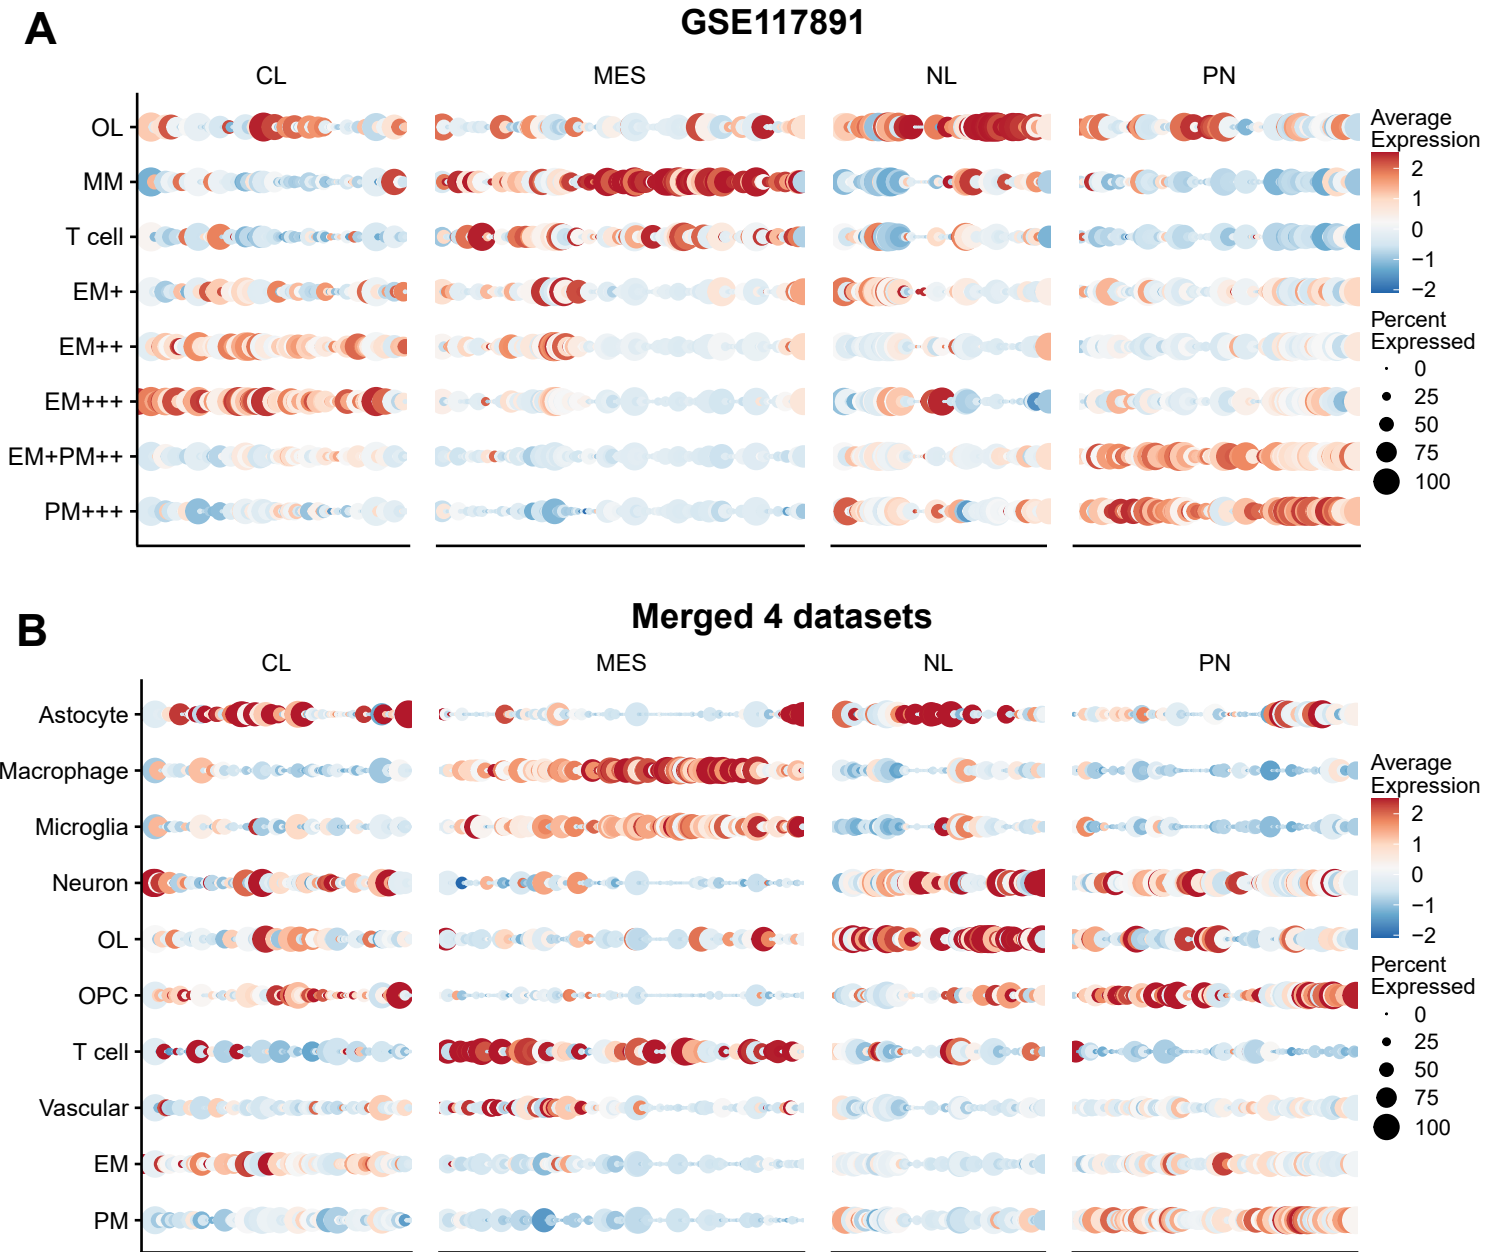 A
GSE117891
CL MES NL PN
OL
MM
T cell
EM+
EM++
EM+++
EM+PM++
PM+++
Average
Expression
2
1
0
−1
−2
Percent
Expressed
0
25
50
75
100
B
Merged 4 datasets
CL MES NL PN
Astocyte
Macrophage
Microglia
Neuron
OL
OPC
T cell
Vascular
EM
PM
Average
Expression
2
1
0
−1
−2
Percent
Expressed
0
25
50
75
100